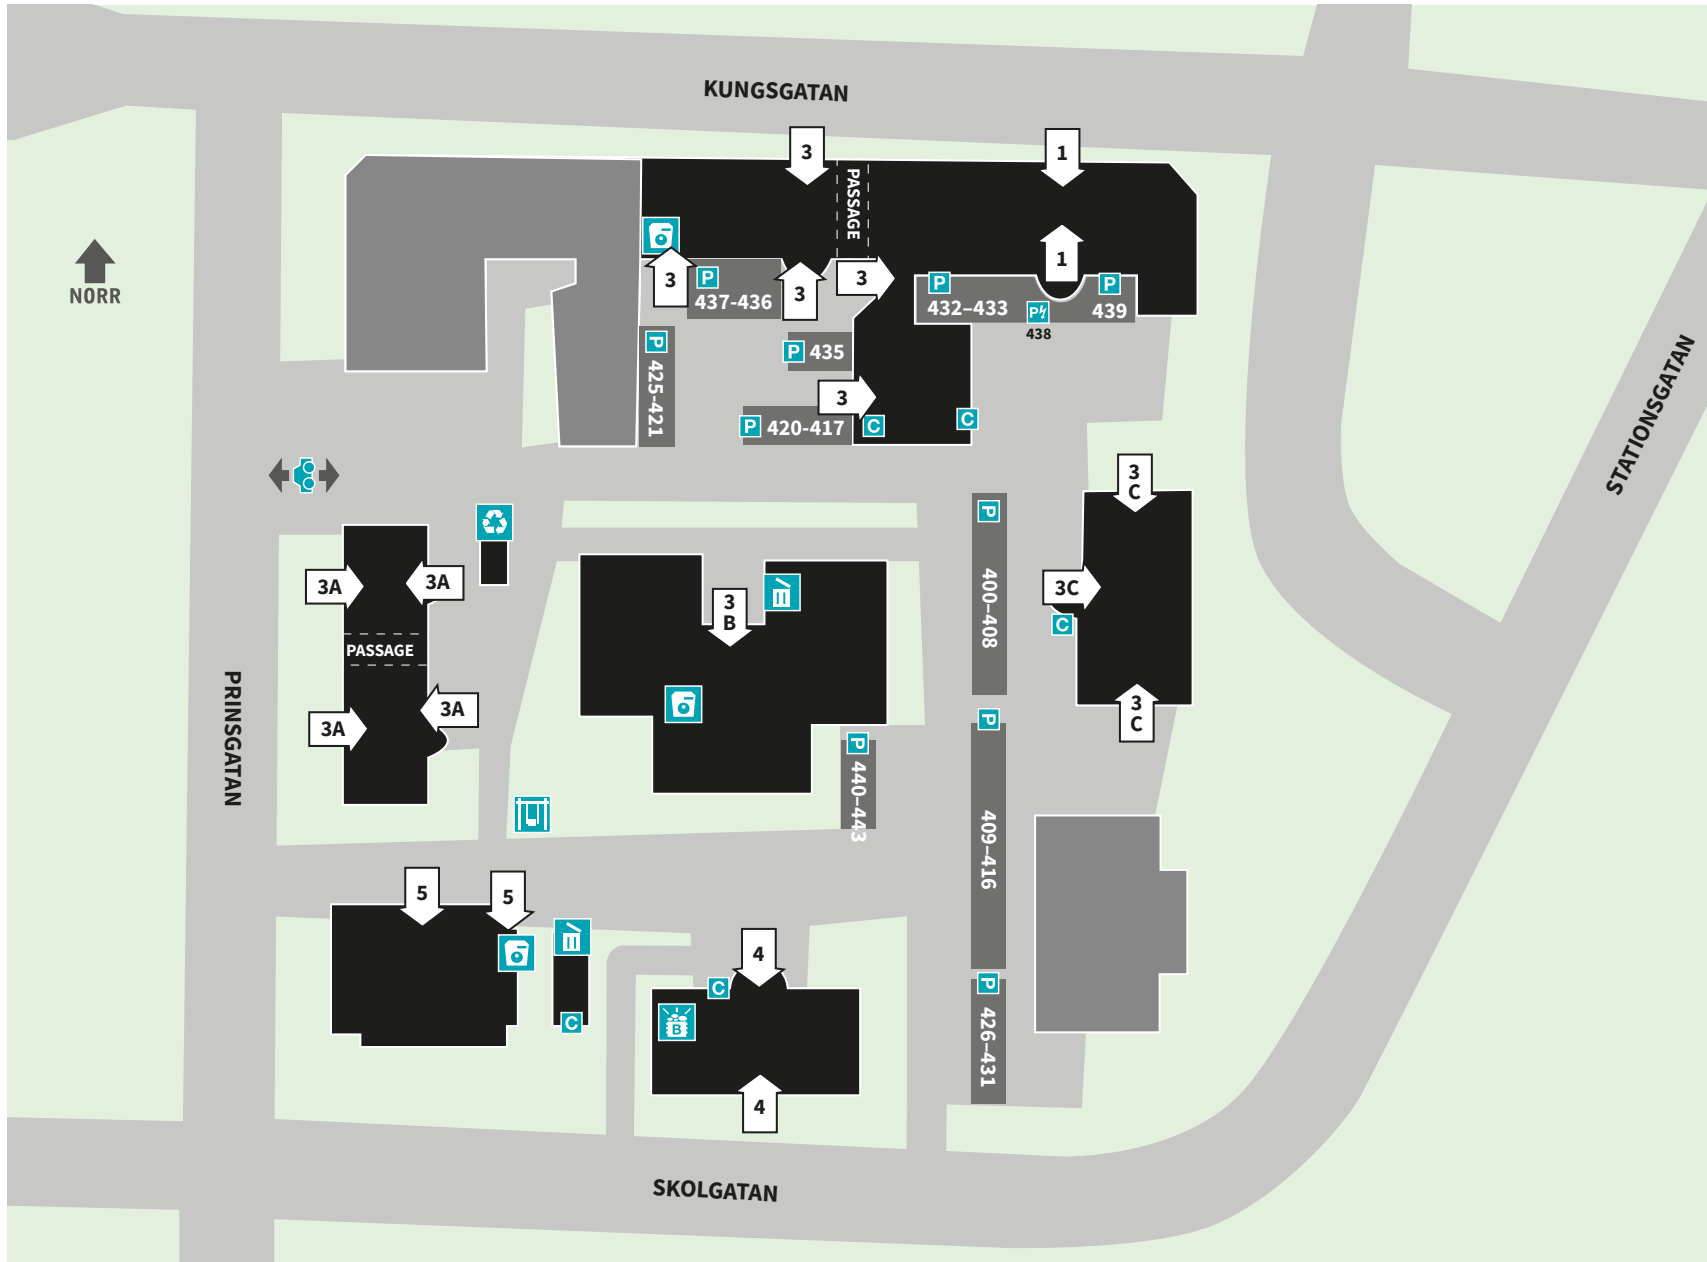 KUNGSGATAN
3
1
PASSAGE
NORR
3
P
437-436
3
3
1
P
432–433
P
438
P
439
P
425-421
P
435
3
P
420-417
C
C
STATIONSGATAN
3
C
P
400–408
3C
C
3
C
3A
3A
PASSAGE
3A
3A
3
B
PRINSGATAN
P
440–443
P
409–416
5
5
C
4
C
B
4
P
426–431
SKOLGATAN